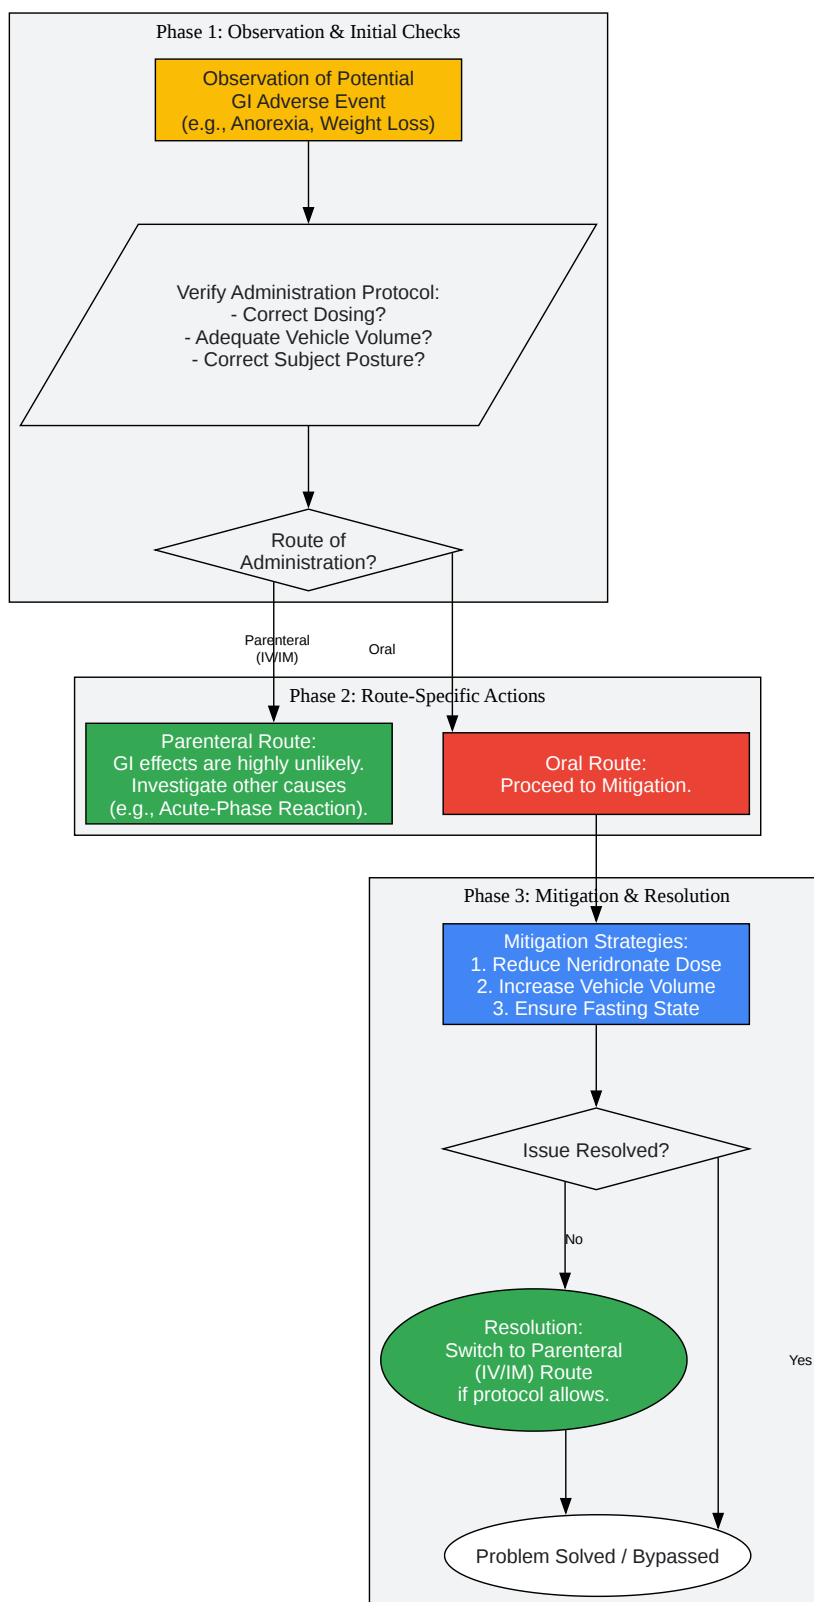 Phase 1: Observation & Initial Checks
Observation of Potential
GI Adverse Event
(e.g., Anorexia, Weight Loss)
Verify Administration Protocol:
- Correct Dosing?
- Adequate Vehicle Volume?
- Correct Subject Posture?
Route of
Administration?
Parenteral
(IV/IM)
Oral
Phase 2: Route-Specific Actions
Parenteral Route:
GI effects are highly unlikely.
Investigate other causes
(e.g., Acute-Phase Reaction).
Oral Route:
Proceed to Mitigation.
Phase 3: Mitigation & Resolution
Mitigation Strategies:
1. Reduce Neridronate Dose
2. Increase Vehicle Volume
3. Ensure Fasting State
Issue Resolved?
No
Resolution:
Switch to Parenteral
(IV/IM) Route
if protocol allows.
Yes
Problem Solved / Bypassed